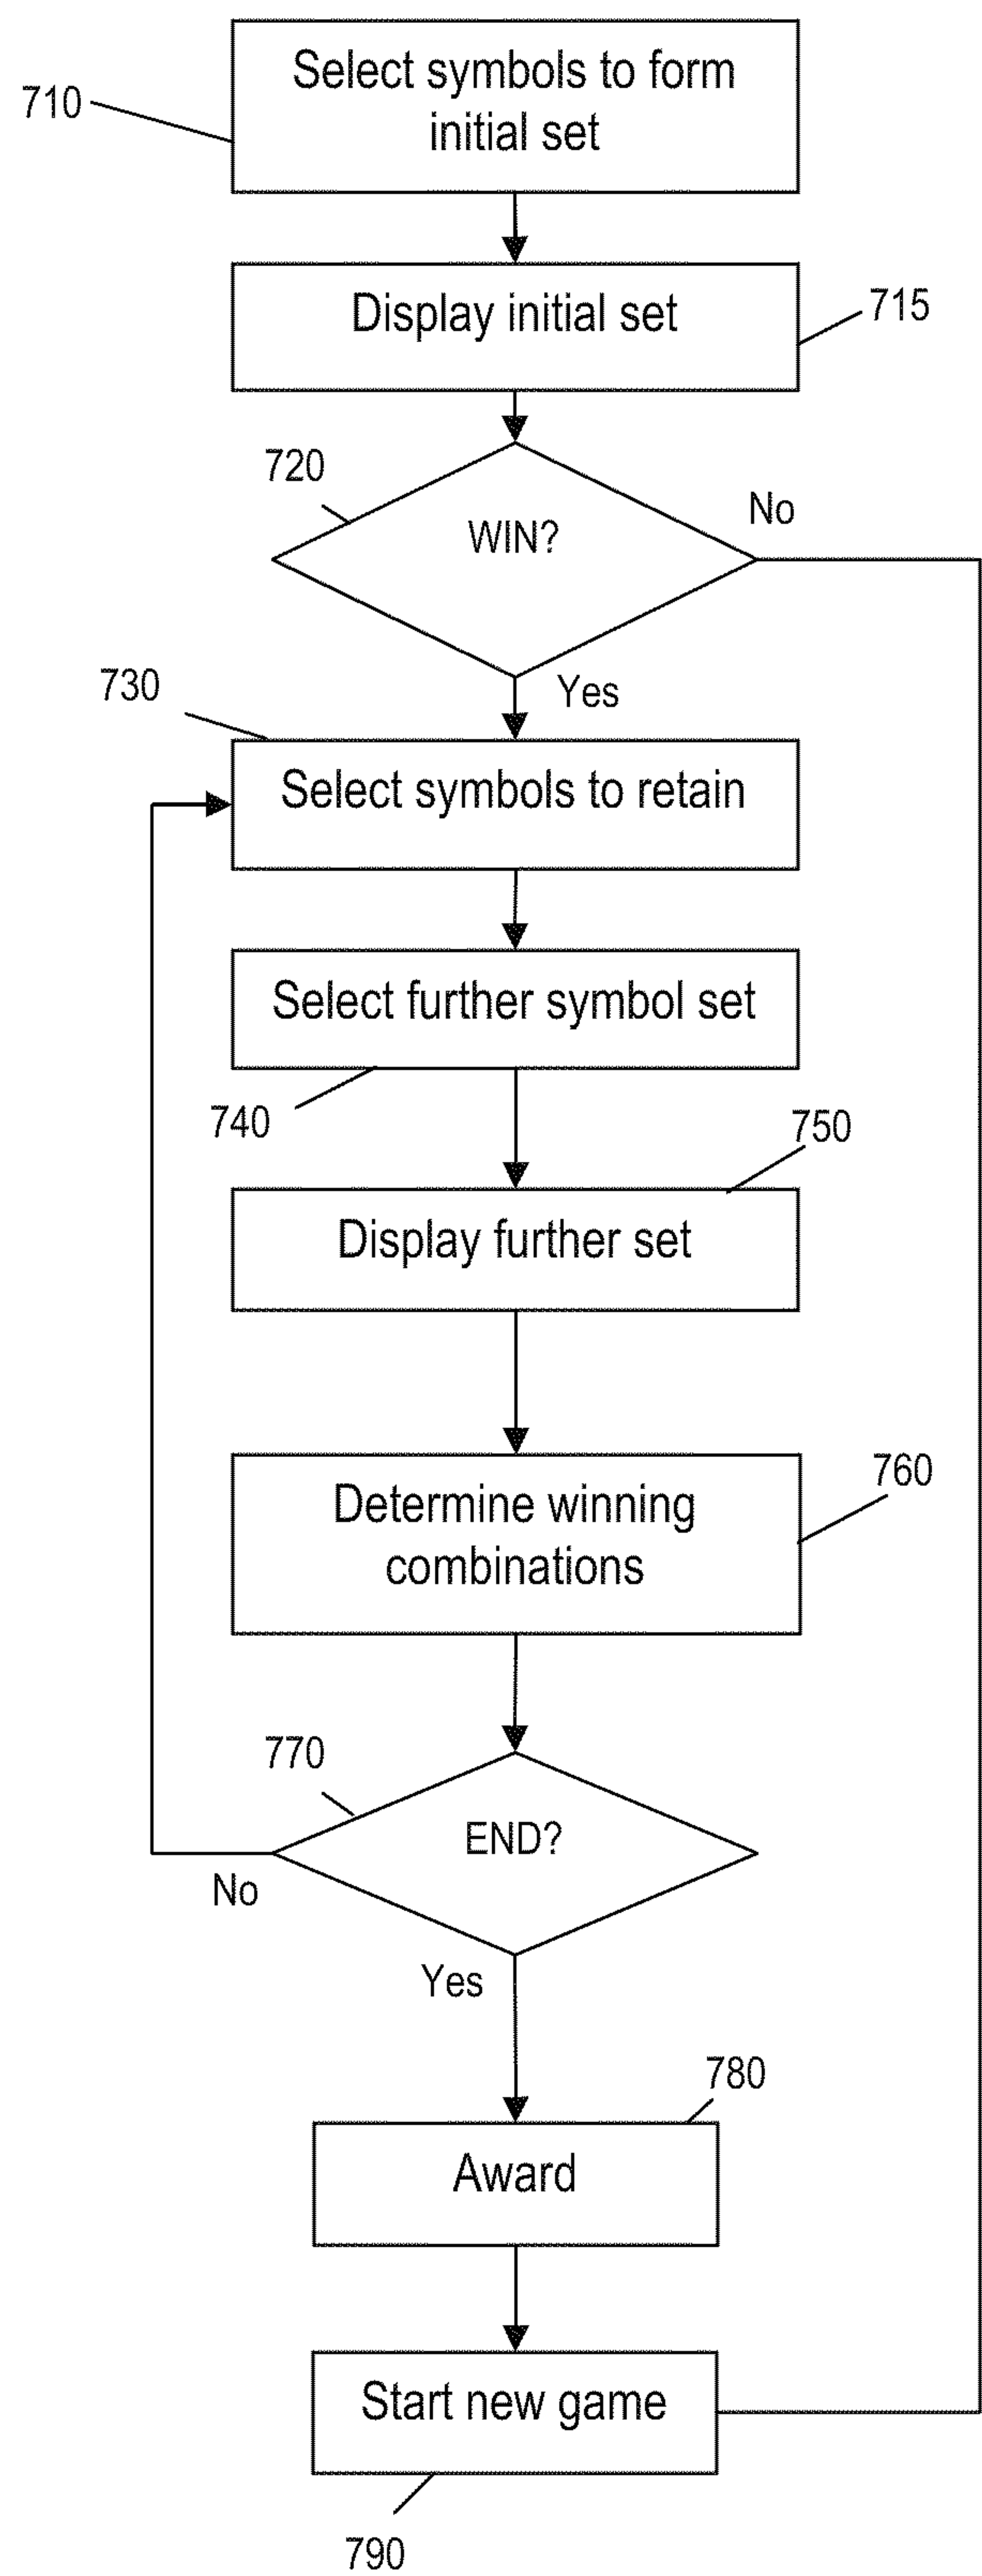 Select symbols to form
initial set
710
Display initial set
715
720
WIN?
No
Yes
730
Select symbols to retain
Select further symbol set
740
750
Display further set
760
Determine winning
combinations
770
END?
No
Yes
780
Award
Start new game
790